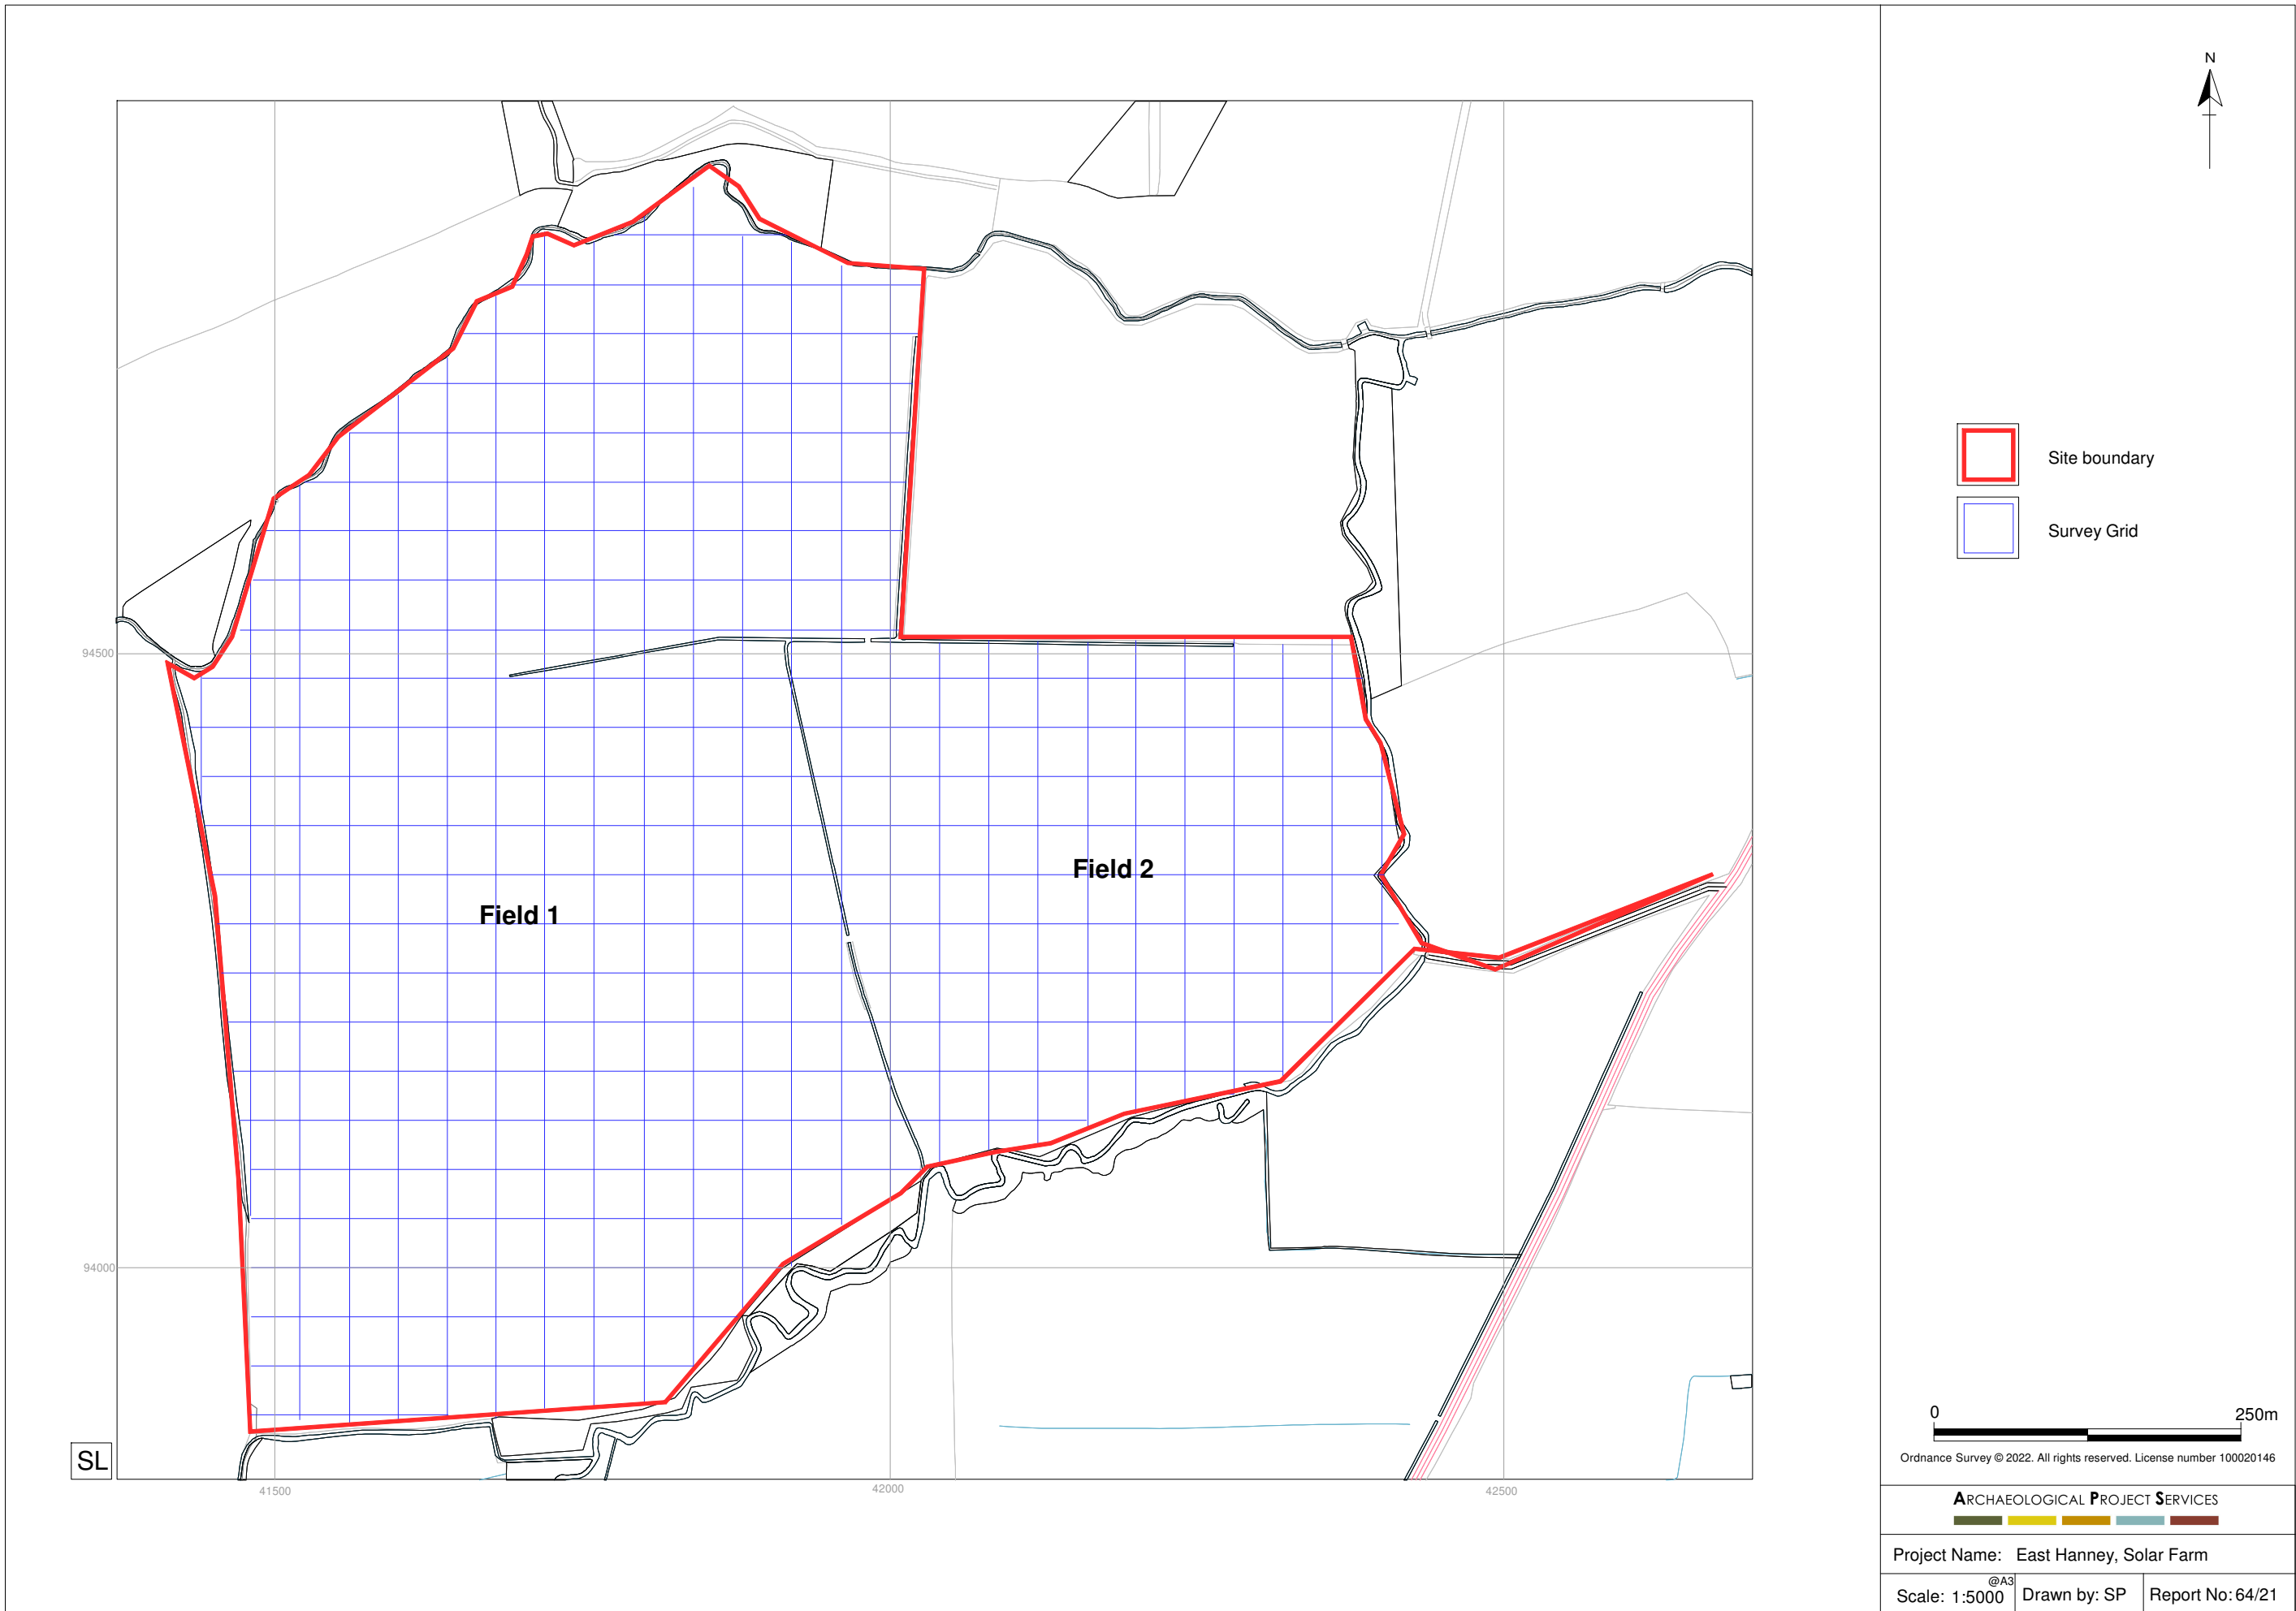 N
Site boundary
Survey Grid
94500
Field 2
Field 1
94000
SL
41500
42000
42500
0
250m
Ordnance Survey © 2022. All rights reserved. License number 100020146
ARCHAEOLOGICAL PROJECT SERVICES
Project Name: East Hanney, Solar Farm
Scale: 1:5000 @A3
Drawn by: SP
Report No: 64/21